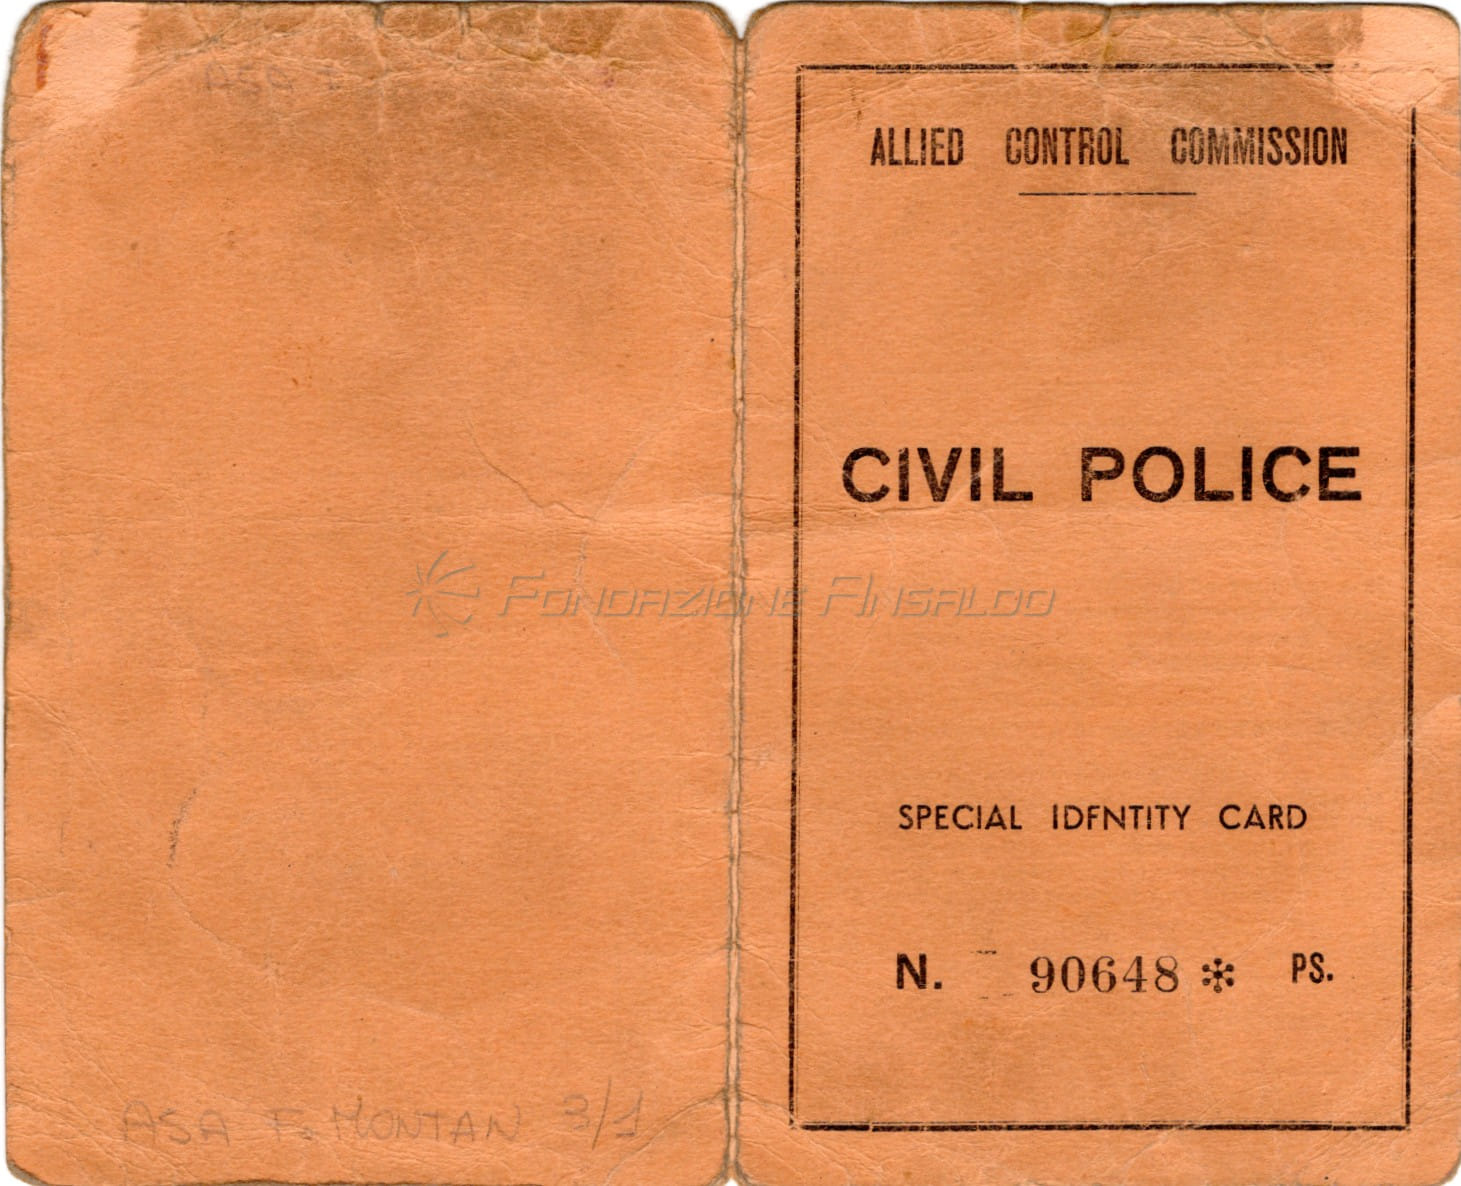 ALLIED CONTROL COMMISSION
CIVIL POLICE
FONDAZIONE ANSALDO
SPECIAL IDFNTITY CARD
N. 90648 * PS.
ASA F. MONTAN 3/1